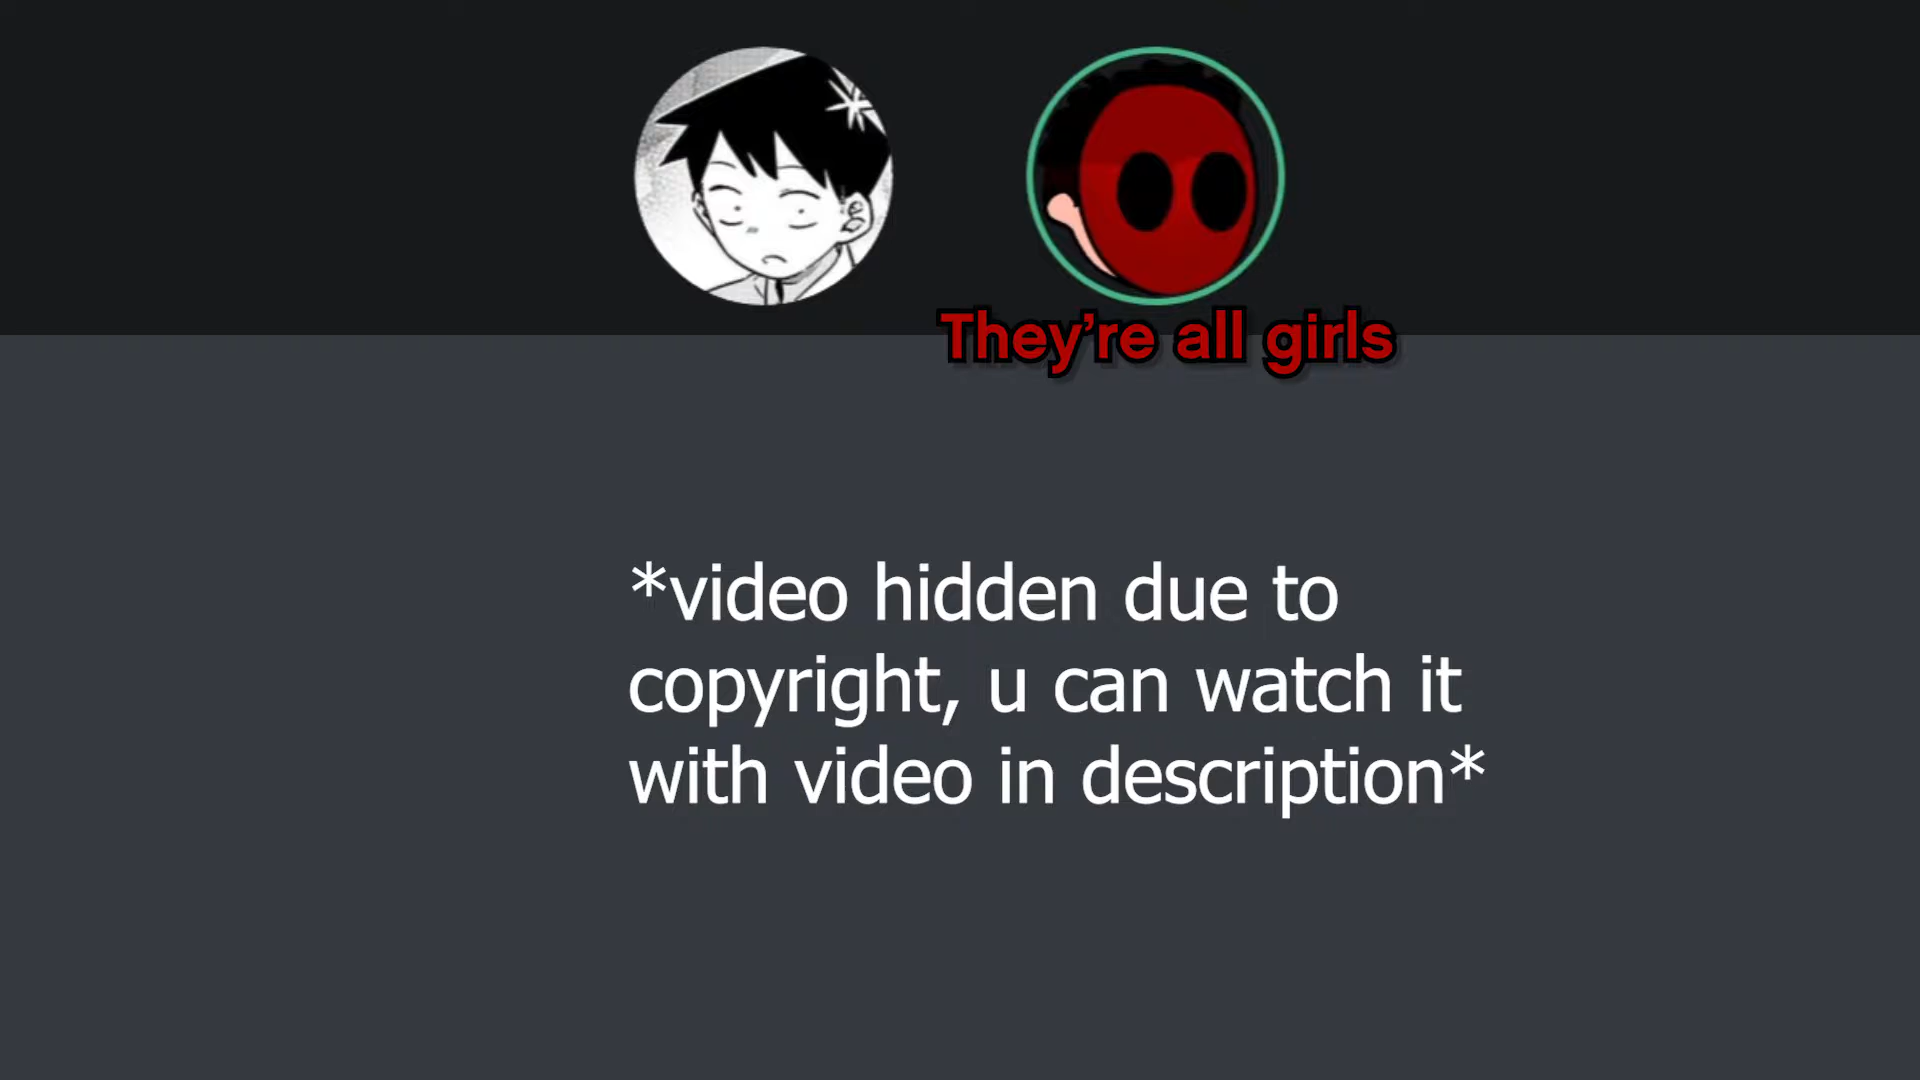 They’re all girls
*video hidden due to
copyright, u can watch it
with video in description*